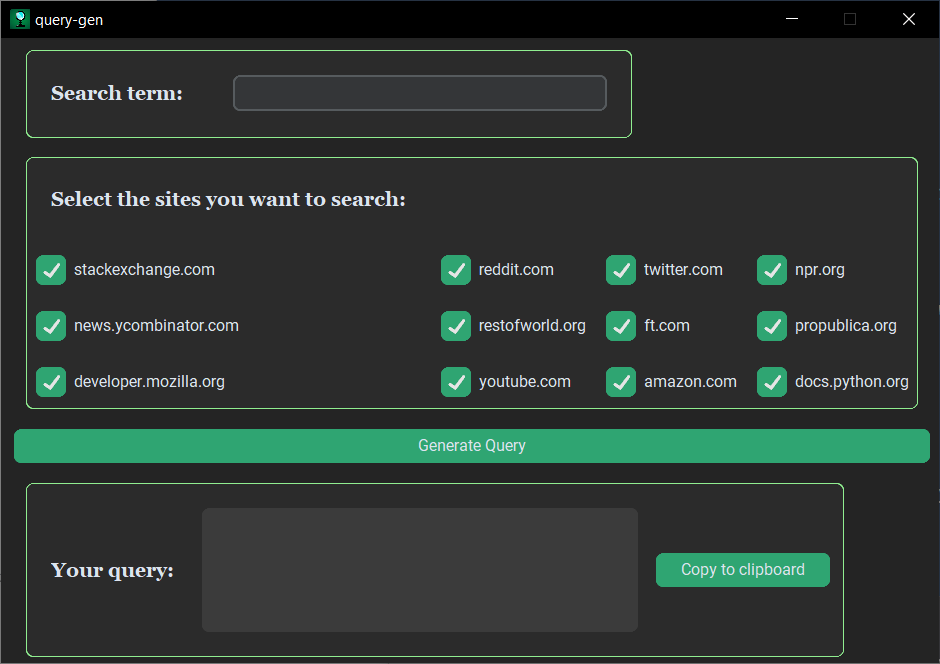 query-gen
Search term:
Select the sites you want to search:
stackexchange.com reddit.com twitter.com npr.org
news.ycombinator.com restofworld.org ft.com propublica.org
developer.mozilla.org youtube.com amazon.com docs.python.org
Generate Query
Your query:
Copy to clipboard